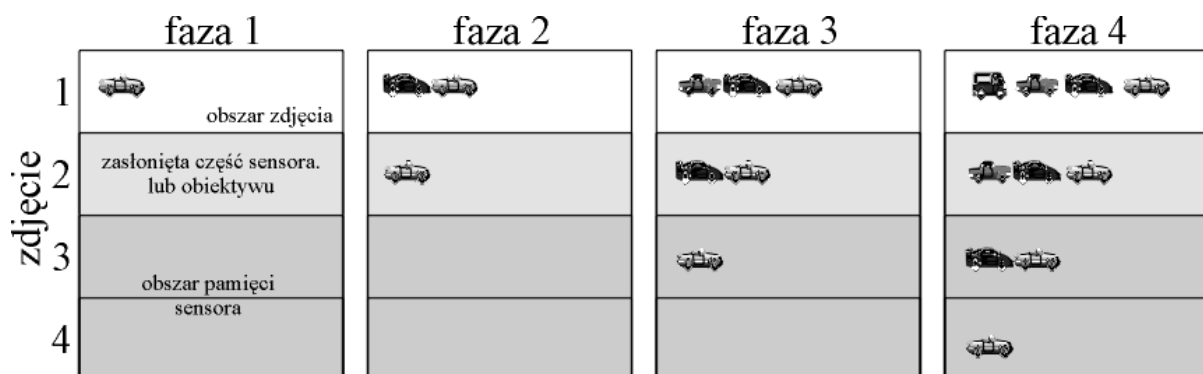 faza 1 faza 2 faza 3 faza 4
zdjęcie
1
obszar zdjęcia
2
zasłonięta część sensora.
lub obiektywu
3
obszar pamięci
sensora
4